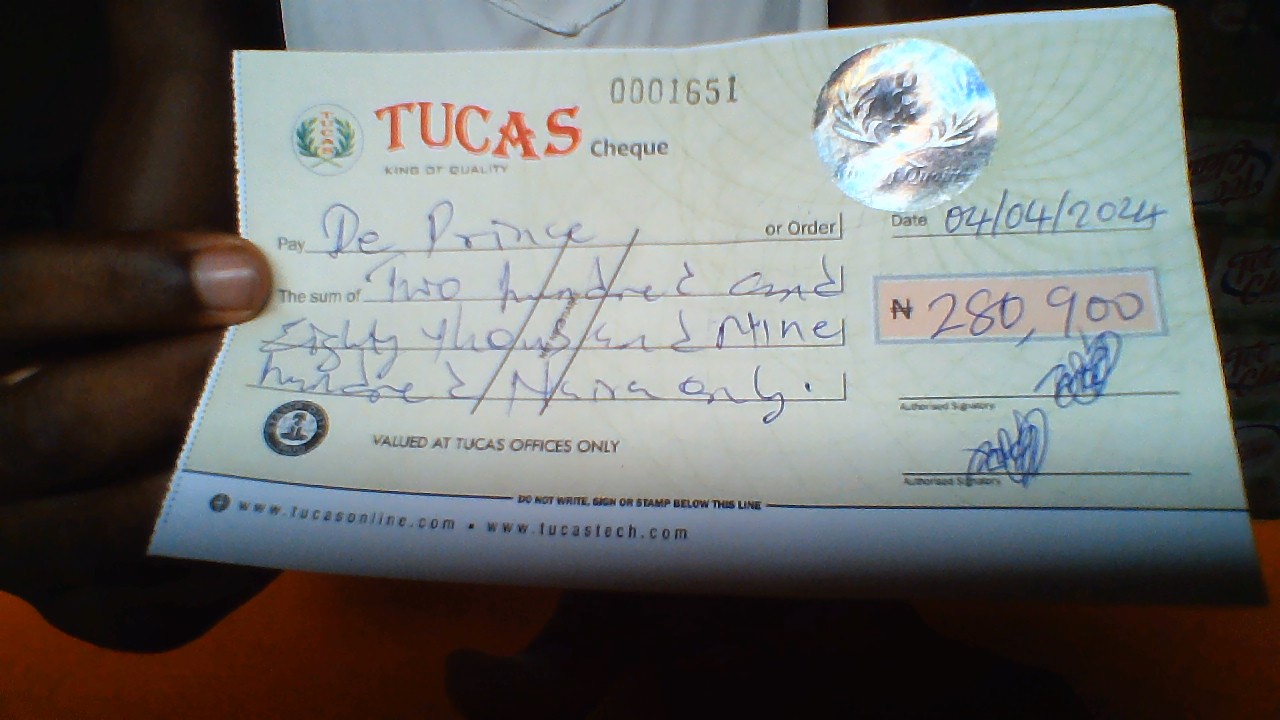 0001651
TUCAS Cheque
KING OF QUALITY
Pay De Prince or Order
Date 04/04/2024
The sum of Two hundred and
Eighty thousand Nine
hundred Naira only.
₦ 280,900
Authorised Signatory
Authorised Signatory
VALUED AT TUCAS OFFICES ONLY
DO NOT WRITE, SIGN OR STAMP BELOW THIS LINE
www.tucasonline.com • www.tucastech.com